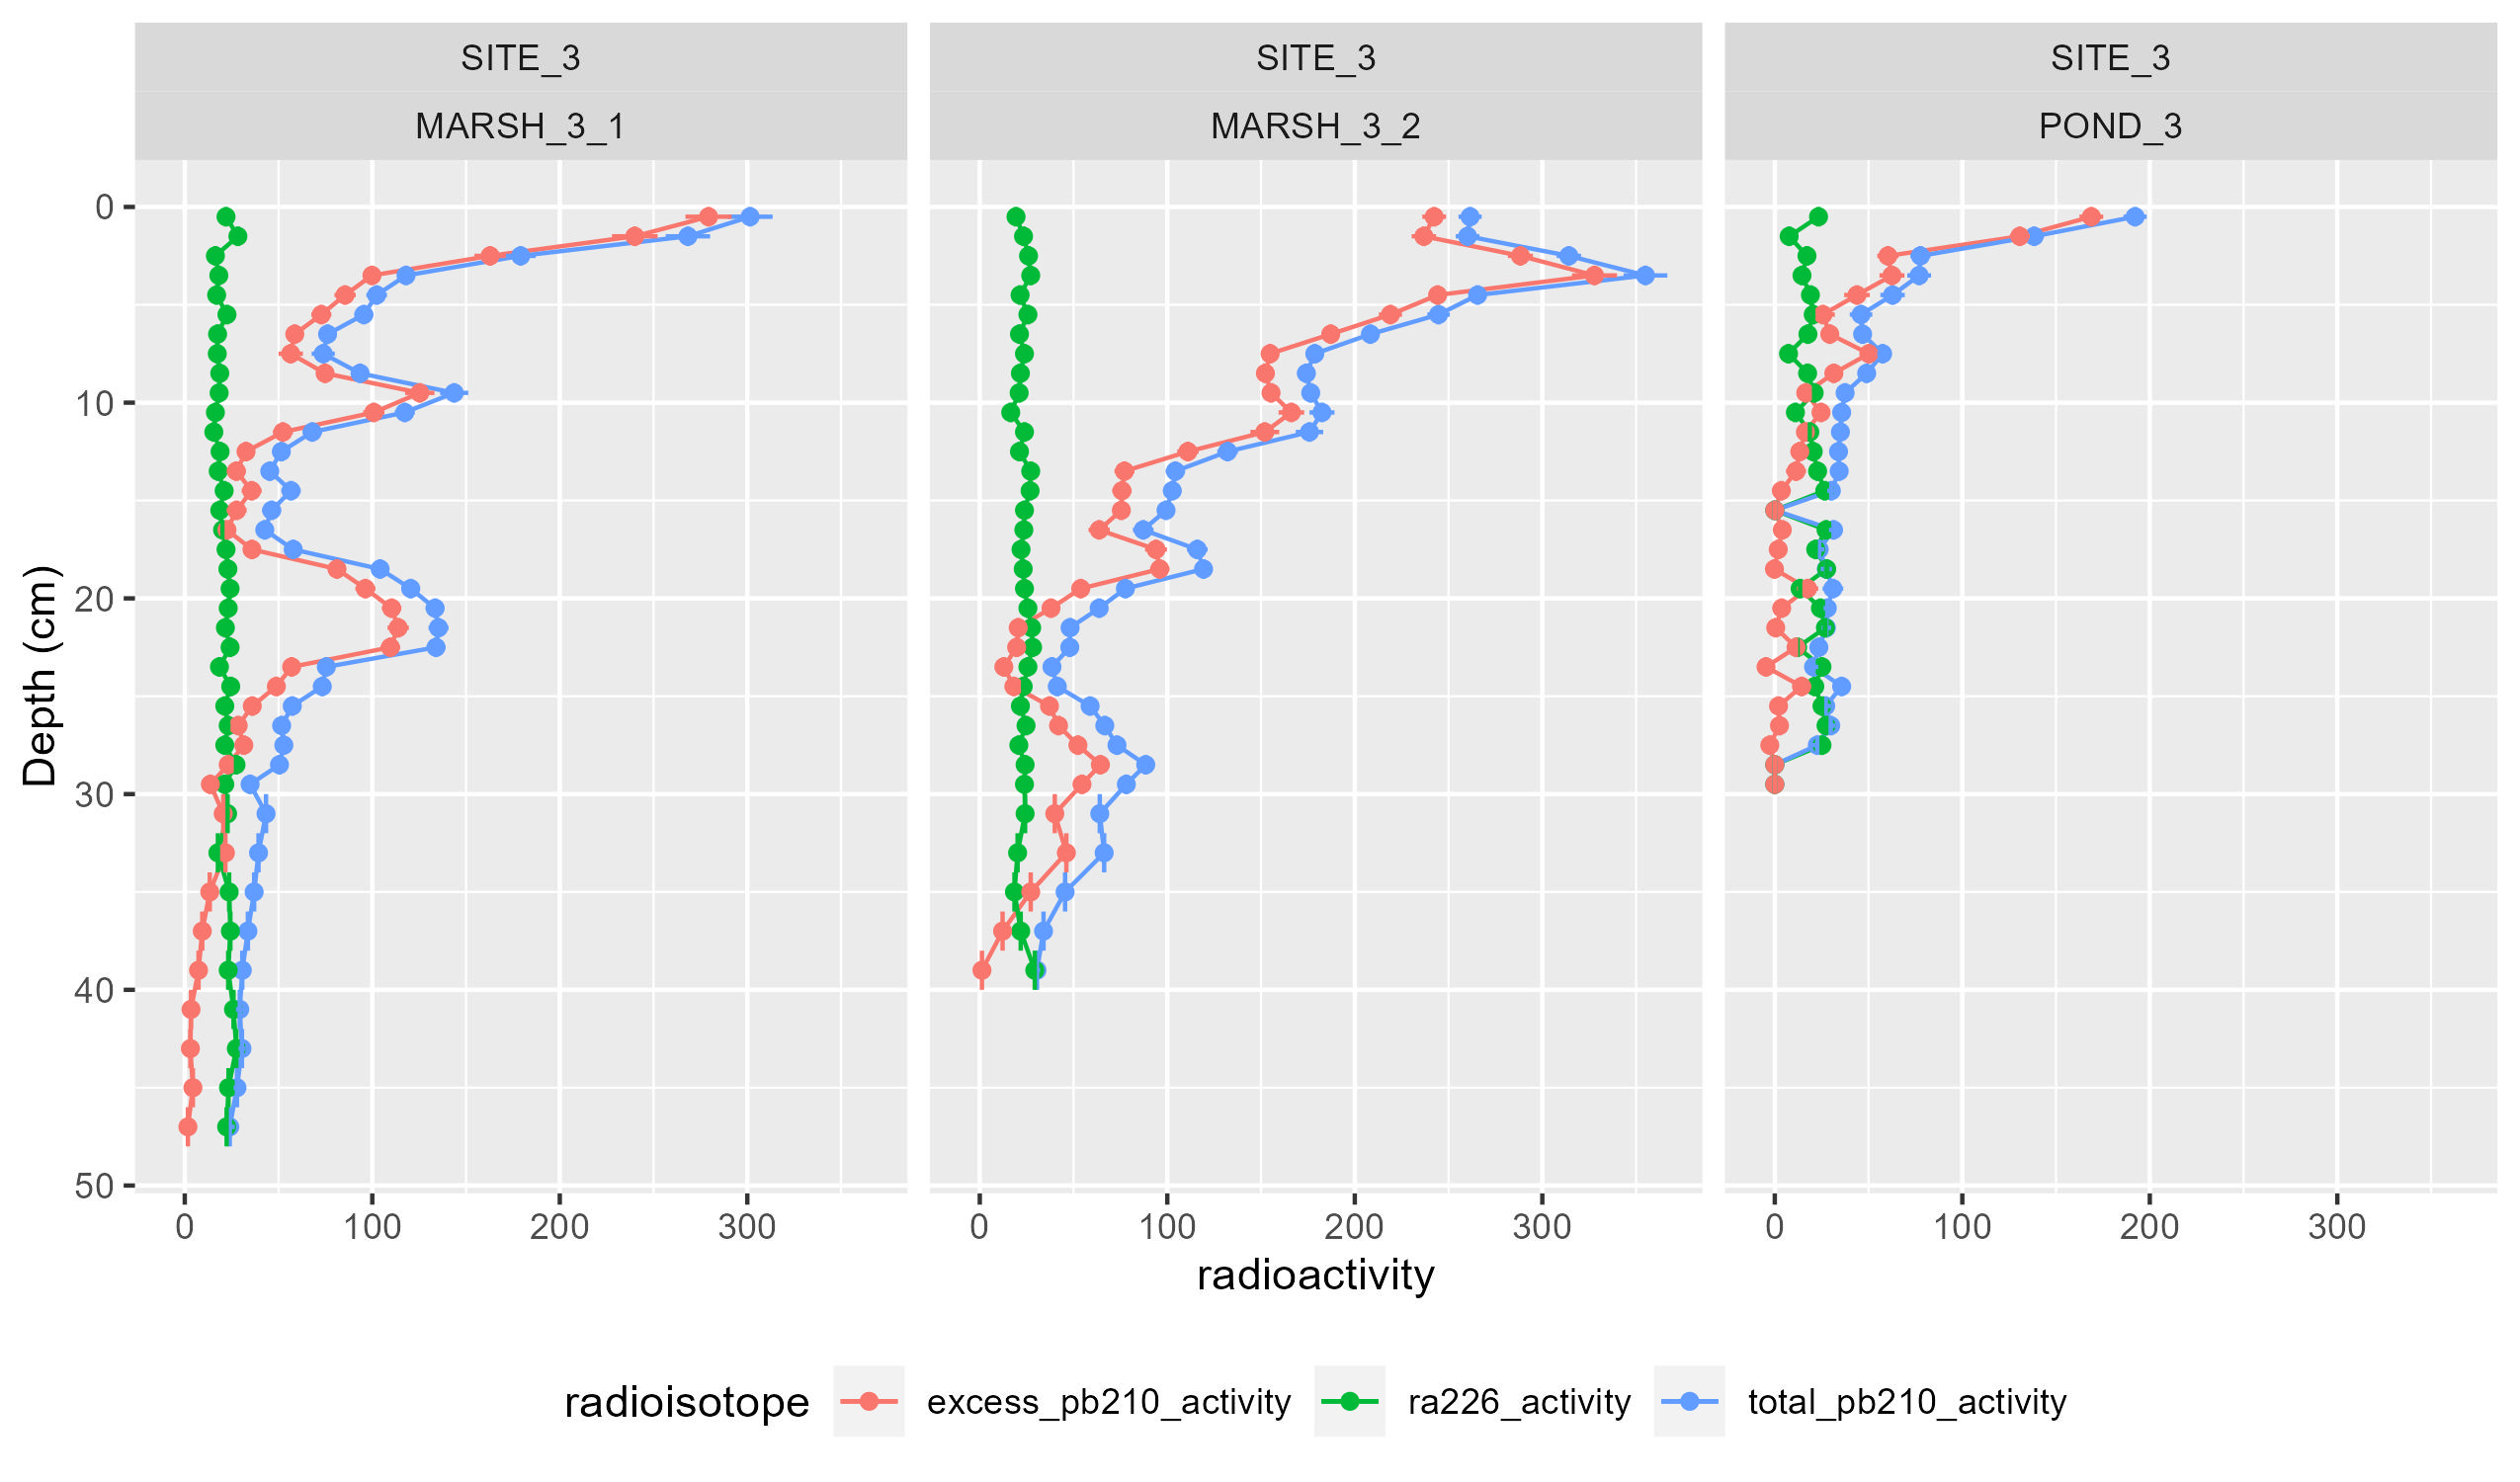 SITE_3 SITE_3 SITE_3
MARSH_3_1 MARSH_3_2 POND_3
0
10
20
30
40
50
Depth (cm)
0 100 200 300 0 100 200 300 0 100 200 300
radioactivity
radioisotope excess_pb210_activity ra226_activity total_pb210_activity